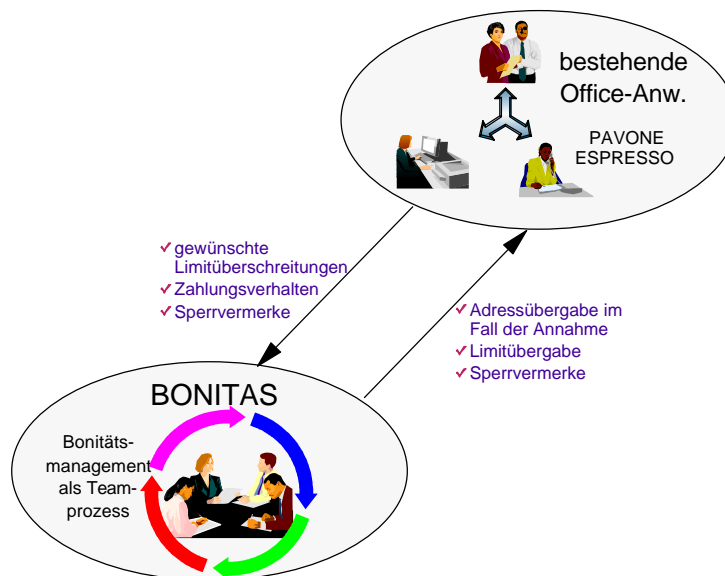 bestehende
Office-Anw.
PAVONE
ESPRESSO
gewünschte
Limitüberschreitungen
Zahlungsverhalten
Sperrvermerke
Adressübergabe im
Fall der Annahme
Limitübergabe
Sperrvermerke
BONITAS
Bonitäts-
management
als Team-
prozess